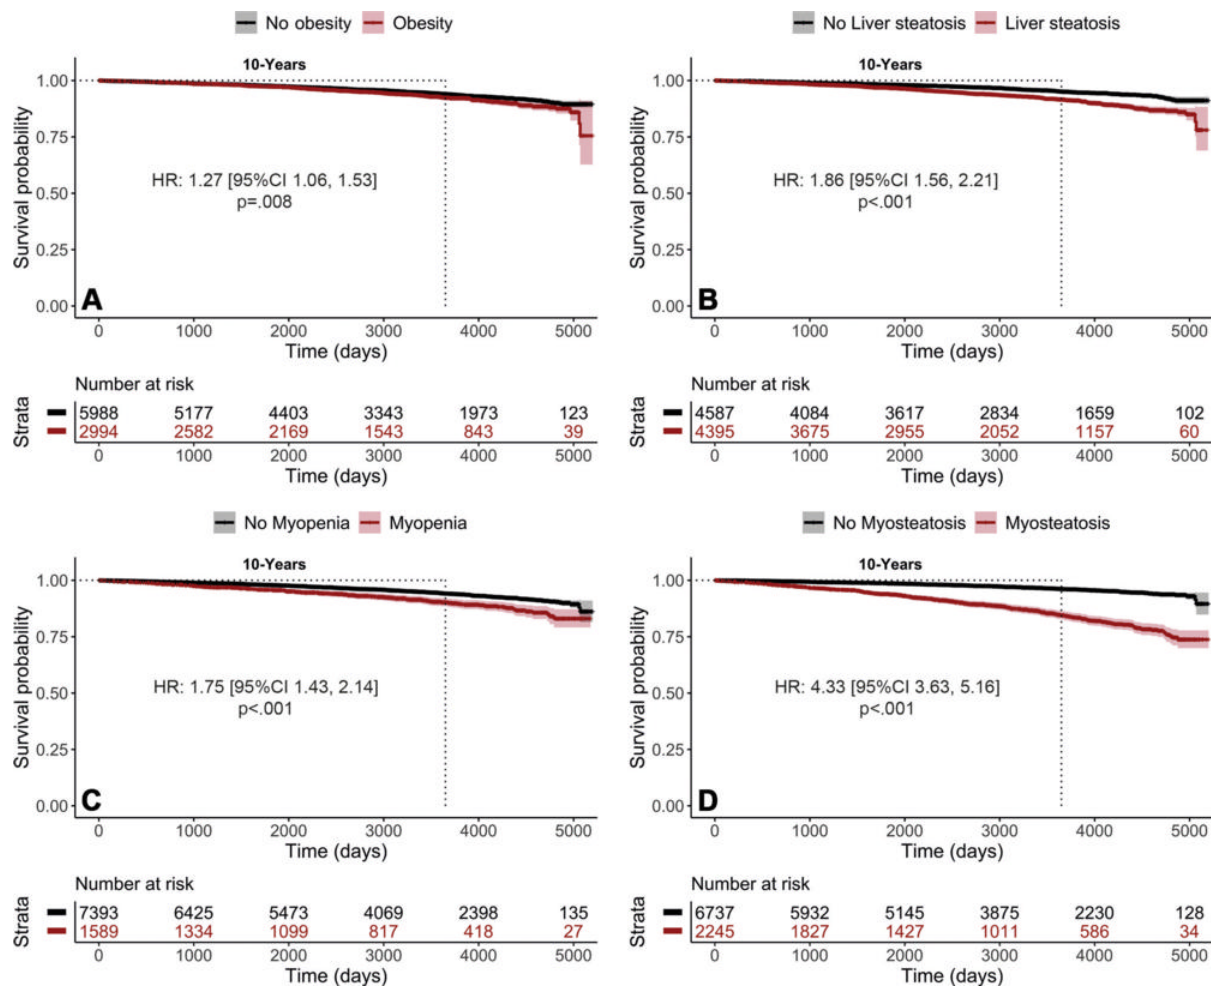 No obesity Obesity
10-Years
Survival probability
1.00
0.75
0.50
0.25
0.00
HR: 1.27 [95%CI 1.06, 1.53]
p=.008
A
0 1000 2000 3000 4000 5000
Time (days)
Number at risk
Strata
5988 5177 4403 3343 1973 123
2994 2582 2169 1543 843 39
0 1000 2000 3000 4000 5000
Time (days)
No Liver steatosis Liver steatosis
10-Years
Survival probability
1.00
0.75
0.50
0.25
0.00
HR: 1.86 [95%CI 1.56, 2.21]
p<.001
B
0 1000 2000 3000 4000 5000
Time (days)
Number at risk
Strata
4587 4084 3617 2834 1659 102
4395 3675 2955 2052 1157 60
0 1000 2000 3000 4000 5000
Time (days)
No Myopenia Myopenia
10-Years
Survival probability
1.00
0.75
0.50
0.25
0.00
HR: 1.75 [95%CI 1.43, 2.14]
p<.001
C
0 1000 2000 3000 4000 5000
Time (days)
Number at risk
Strata
7393 6425 5473 4069 2398 135
1589 1334 1099 817 418 27
0 1000 2000 3000 4000 5000
Time (days)
No Myosteatosis Myosteatosis
10-Years
Survival probability
1.00
0.75
0.50
0.25
0.00
HR: 4.33 [95%CI 3.63, 5.16]
p<.001
D
0 1000 2000 3000 4000 5000
Time (days)
Number at risk
Strata
6737 5932 5145 3875 2230 128
2245 1827 1427 1011 586 34
0 1000 2000 3000 4000 5000
Time (days)